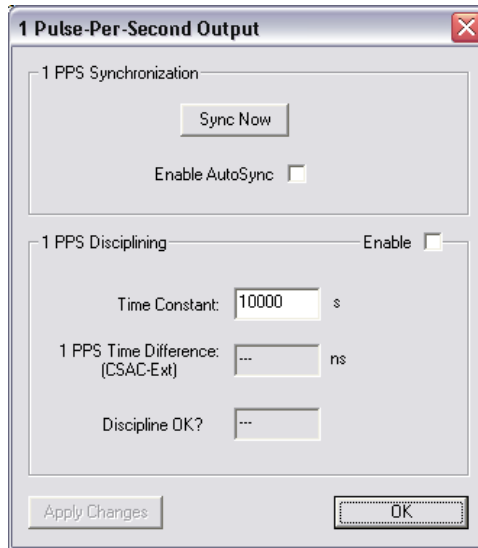 1 Pulse-Per-Second Output
1 PPS Synchronization
Sync Now
Enable AutoSync
1 PPS Disciplining
Enable
Time Constant: 10000 s
1 PPS Time Difference:
(CSAC-Ext) --- ns
Discipline OK? ---
Apply Changes
OK